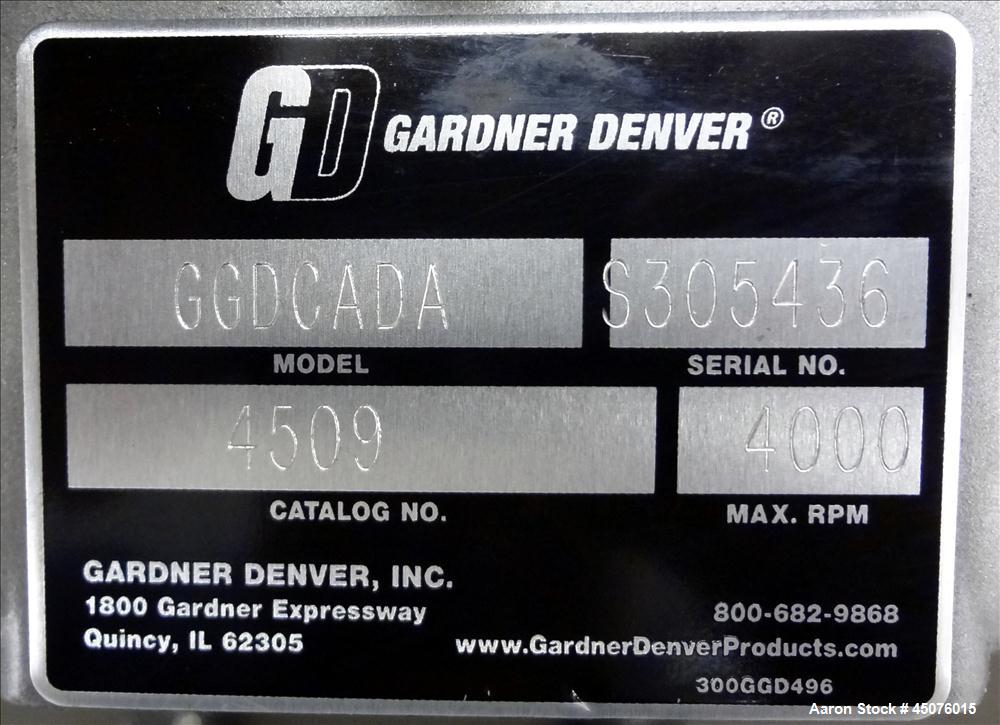 GD GARDNER DENVER®
GGDCADA S305436
MODEL SERIAL NO.
4509 4000
CATALOG NO. MAX. RPM
GARDNER DENVER, INC.
1800 Gardner Expressway 800-682-9868
Quincy, IL 62305 www.GardnerDenverProducts.com
300GGD496
Aaron Stock # 45076015